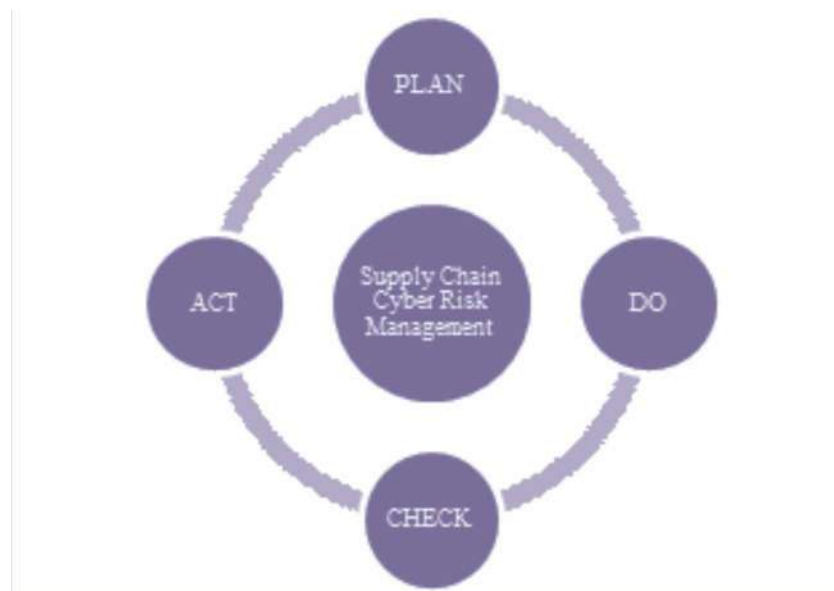 PLAN
ACT
Supply Chain
Cyber Risk
Management
DO
CHECK